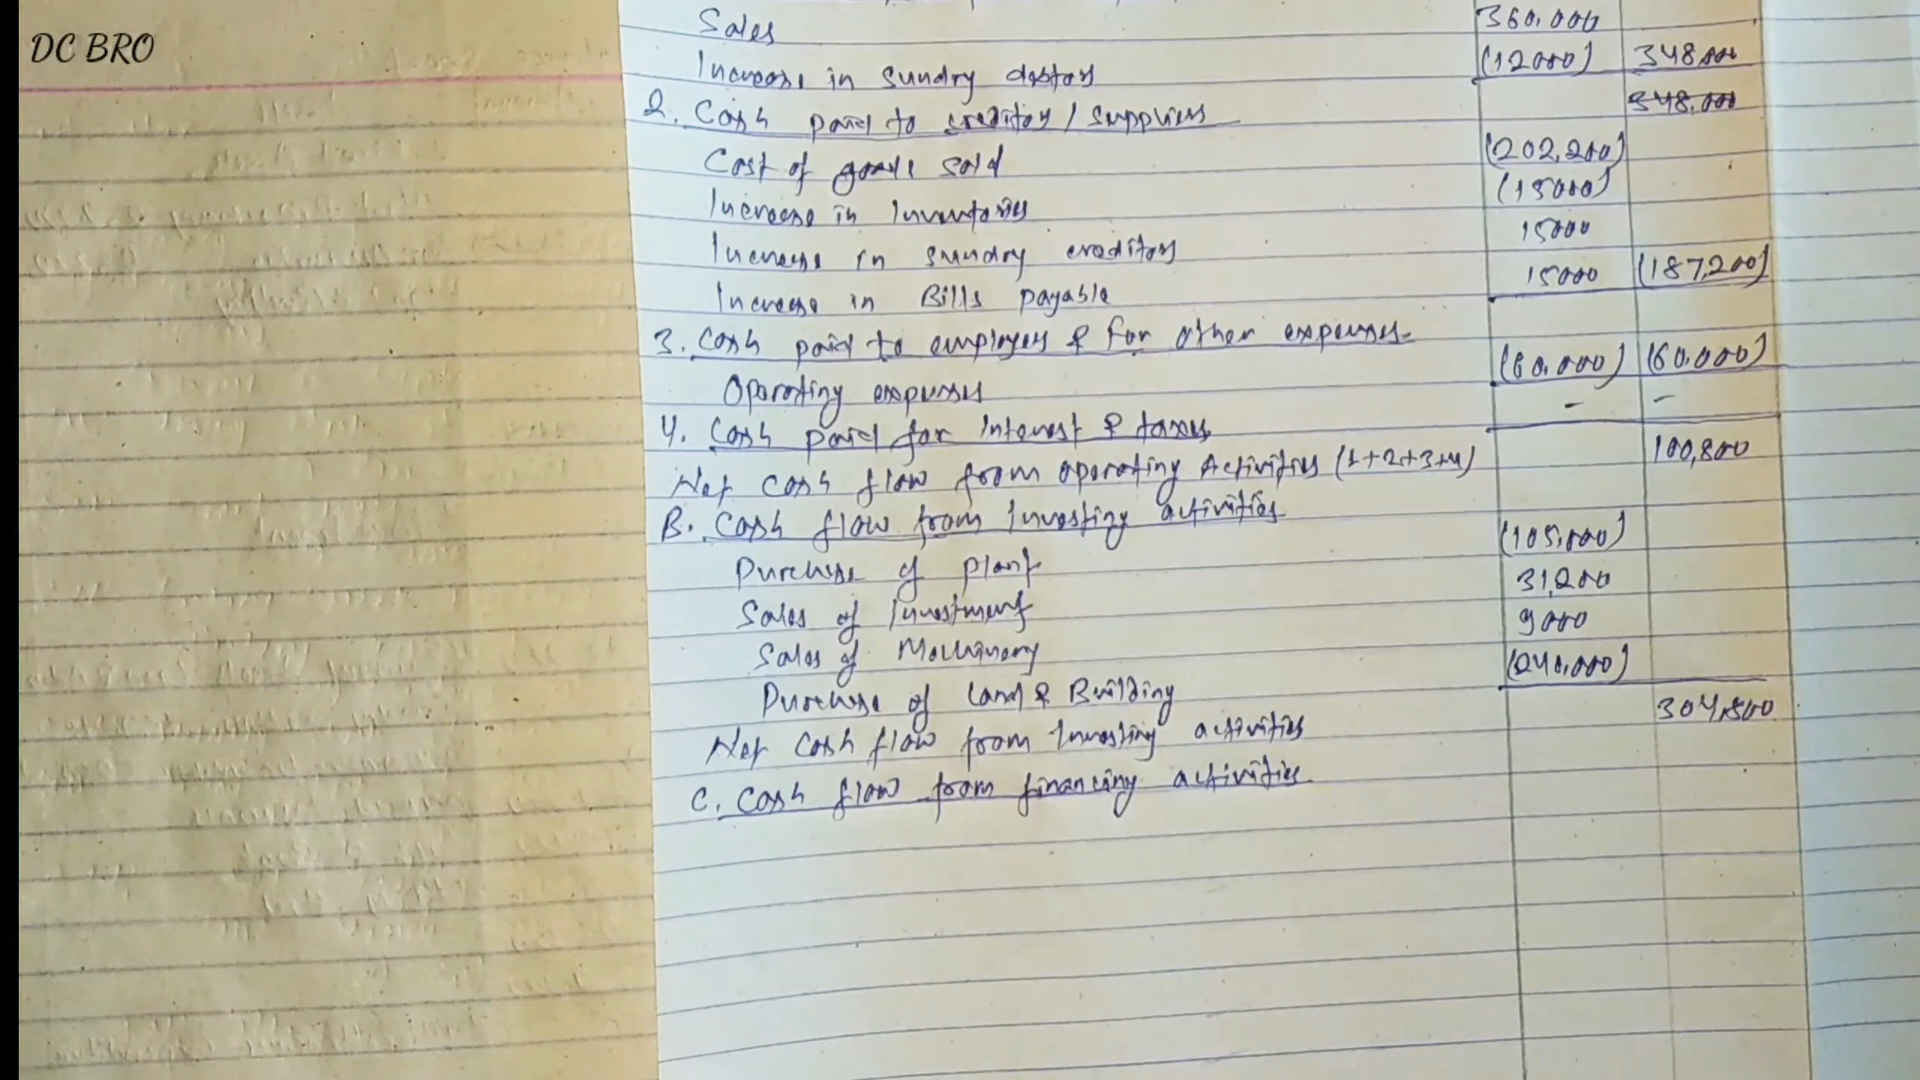 DC BRO
Sales 360,000
Increase in sundry debtors (12000) 348000
348,000
2. Cash paid to creditors / suppliers
Cost of goods sold (202,200)
Increase in Inventories (15000)
Increase in sundry creditors 15000
Increase in Bills payable 15000 (187,200)
3. Cash paid to employees & for other expenses
Operating expenses (60,000) (60,000)
4. Cash paid for Interest & taxes - -
Net cash flow from operating Activities (1+2+3+4) 100,800
B. Cash flow from Investing activities
Purchase of plant (105,000)
Sales of Investment 31,200
Sales of Machinery 9000
Purchase of Land & Building (240,000)
Net cash flow from Investing activities 304,800
C. Cash flow from financing activities